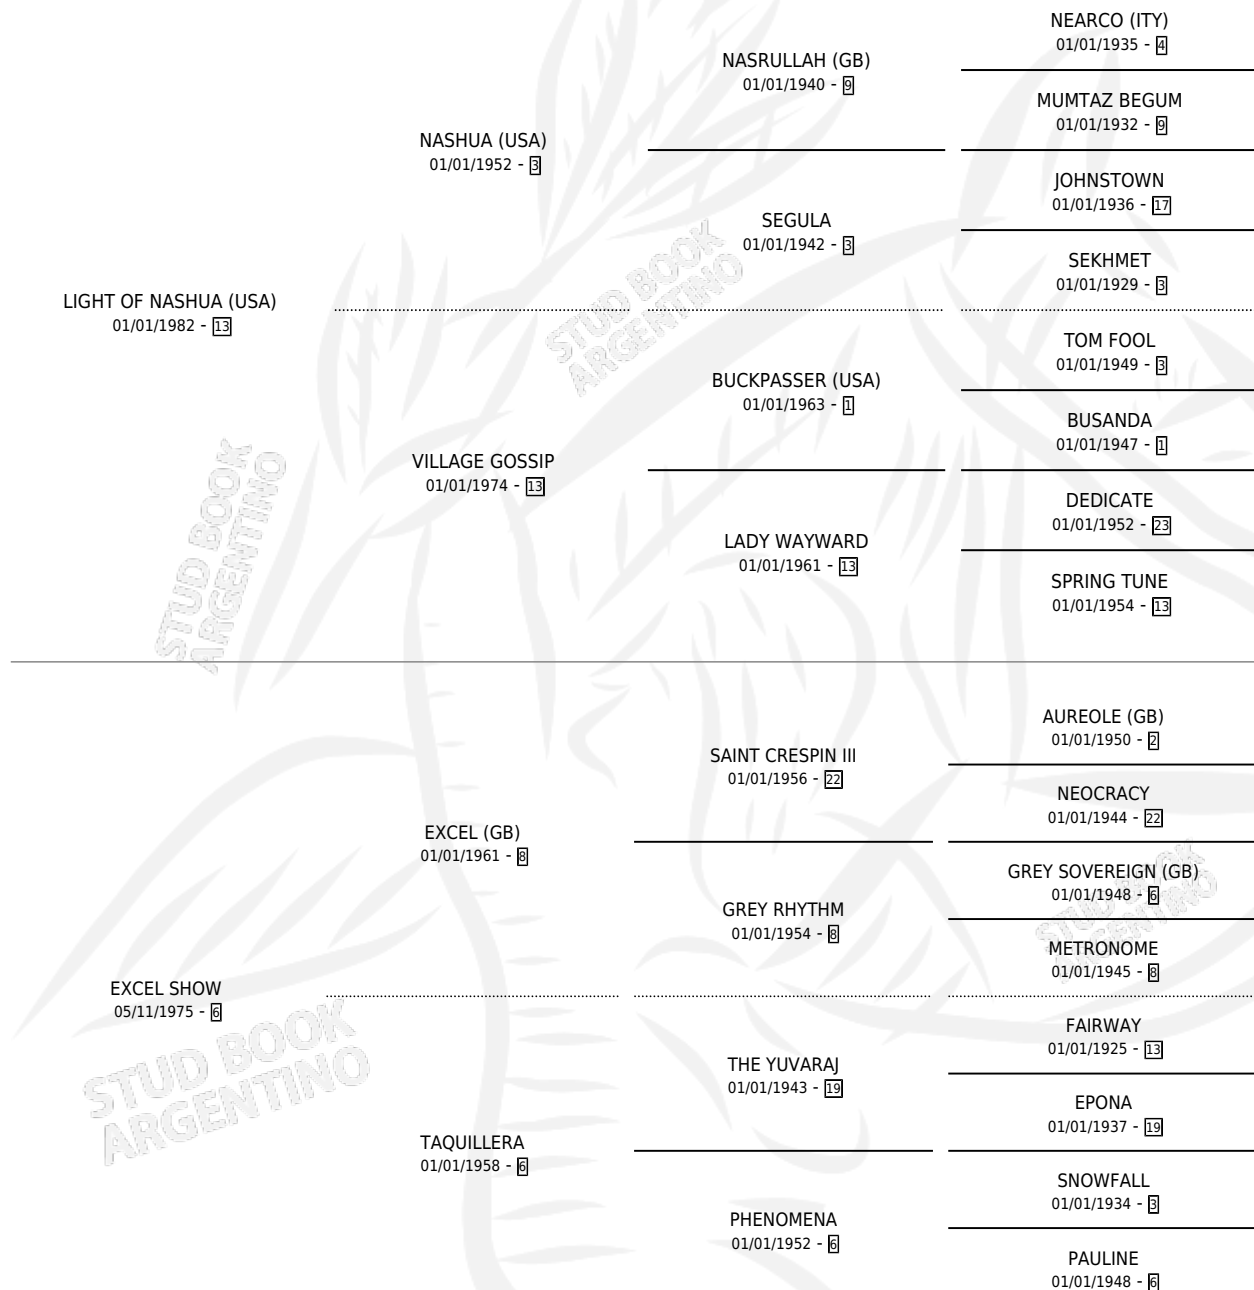 NEARCO (ITY)
01/01/1935 - 4
NASRULLAH (GB)
01/01/1940 - 9
MUMTAZ BEGUM
01/01/1932 - 9
NASHUA (USA)
01/01/1952 - 3
JOHNSTOWN
01/01/1936 - 17
SEGULA
01/01/1942 - 3
SEKHMET
01/01/1929 - 3
LIGHT OF NASHUA (USA)
01/01/1982 - 13
STUD BOOK
ARGENTINO
TOM FOOL
01/01/1949 - 3
BUCKPASSER (USA)
01/01/1963 - 1
BUSANDA
01/01/1947 - 1
VILLAGE GOSSIP
01/01/1974 - 13
STUD BOOK
ARGENTINO
DEDICATE
01/01/1952 - 23
LADY WAYWARD
01/01/1961 - 13
SPRING TUNE
01/01/1954 - 13
AUREOLE (GB)
01/01/1950 - 2
SAINT CRESPIN III
01/01/1956 - 22
NEOCRACY
01/01/1944 - 22
EXCEL (GB)
01/01/1961 - 8
GREY SOVEREIGN (GB)
01/01/1948 - 6
STUD BOOK
ARGENTINO
GREY RHYTHM
01/01/1954 - 8
METRONOME
01/01/1945 - 8
EXCEL SHOW
05/11/1975 - 6
STUD BOOK
ARGENTINO
FAIRWAY
01/01/1925 - 13
THE YUVARAJ
01/01/1943 - 19
EPONA
01/01/1937 - 19
TAQUILLERA
01/01/1958 - 6
SNOWFALL
01/01/1934 - 3
PHENOMENA
01/01/1952 - 6
PAULINE
01/01/1948 - 6